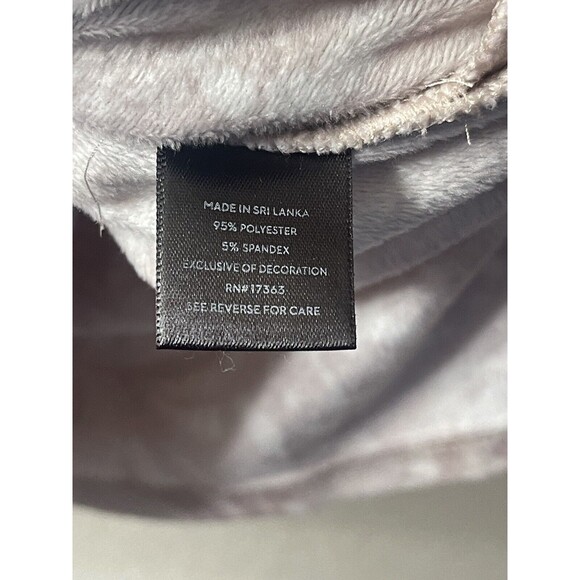 MADE IN SRI LANKA
95% POLYESTER
5% SPANDEX
EXCLUSIVE OF DECORATION
RN#17363
SEE REVERSE FOR CARE